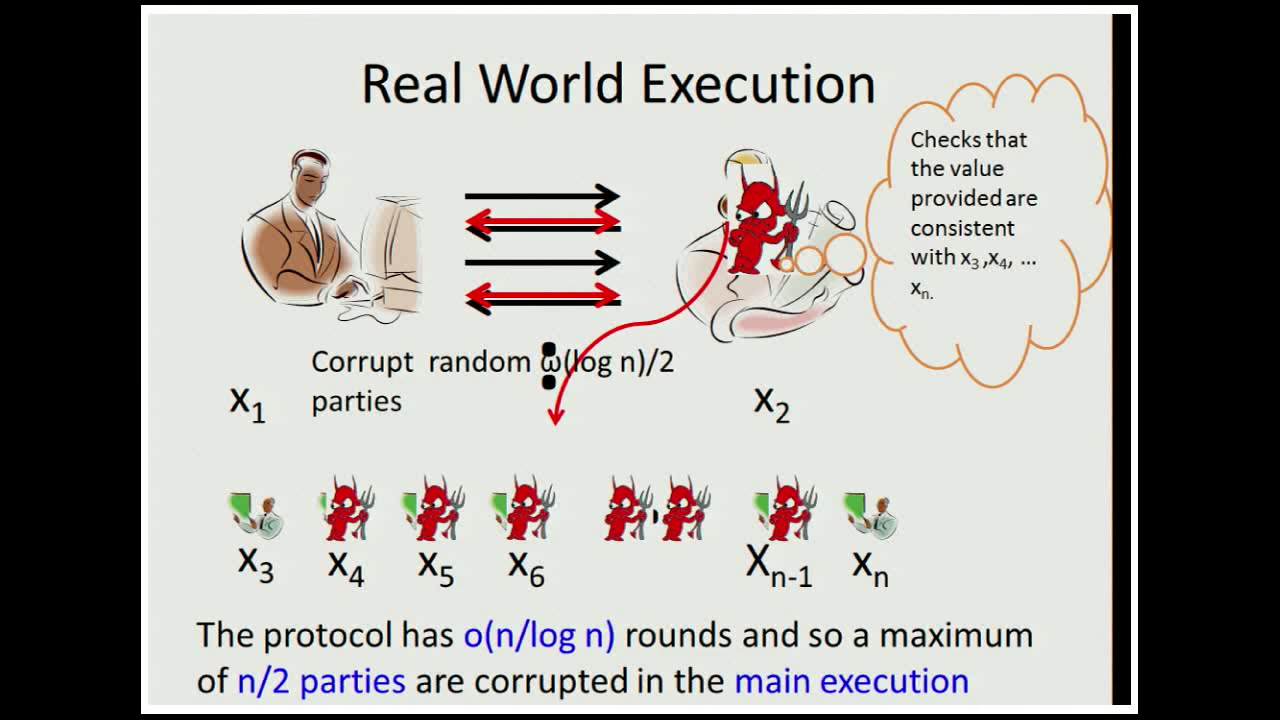 Real World Execution
Checks that
the value
provided are
consistent
with x3 ,x4, …
xn.
Corrupt random ω(log n)/2
parties
x1
x2
x3
x4
x5
x6
Xn-1
xn
The protocol has o(n/log n) rounds and so a maximum
of n/2 parties are corrupted in the main execution